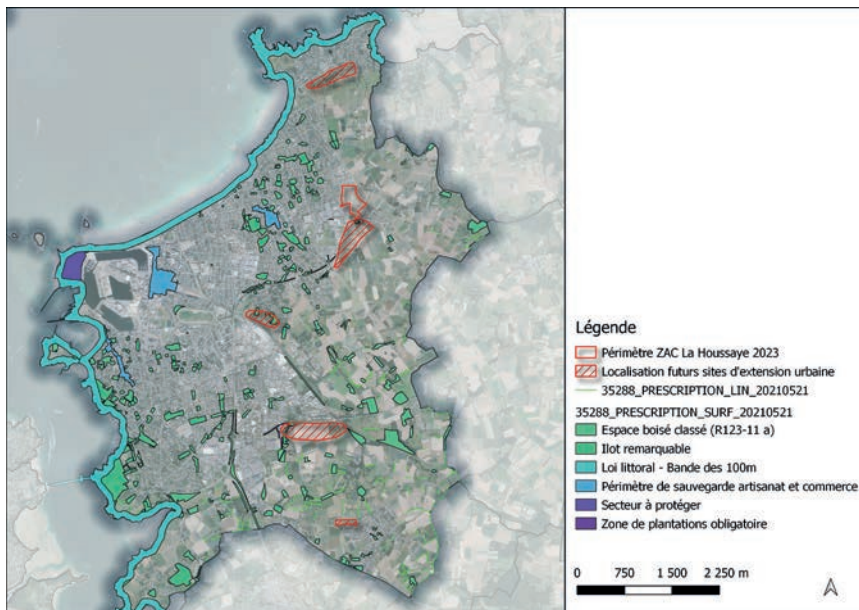 Légende
Périmètre ZAC La Houssaye 2023
Localisation futurs sites d'extension urbaine
35288_PRESCRIPTION_LIN_20210521
35288_PRESCRIPTION_SURF_20210521
Espace boisé classé (R123-11 a)
Ilot remarquable
Loi littoral - Bande des 100m
Périmètre de sauvegarde artisanat et commerce
Secteur à protéger
Zone de plantations obligatoire
0 750 1 500 2 250 m